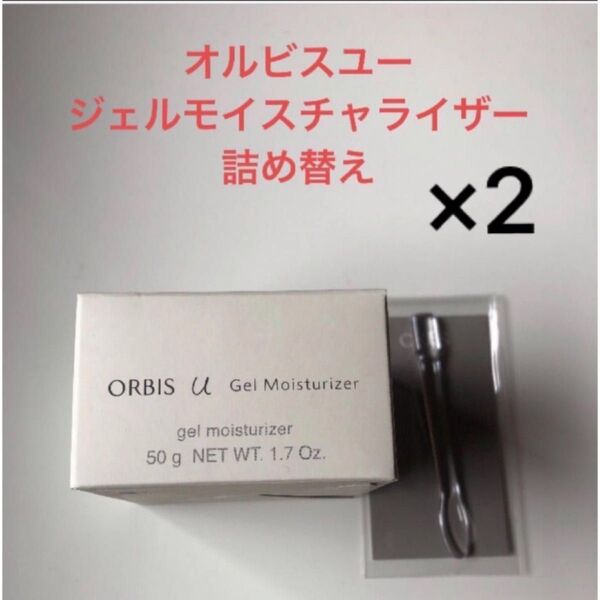 オルビスユー
ジェルモイスチャライザー
詰め替え
×2
ORBIS u Gel Moisturizer
gel moisturizer
50 g NET WT. 1.7 Oz.